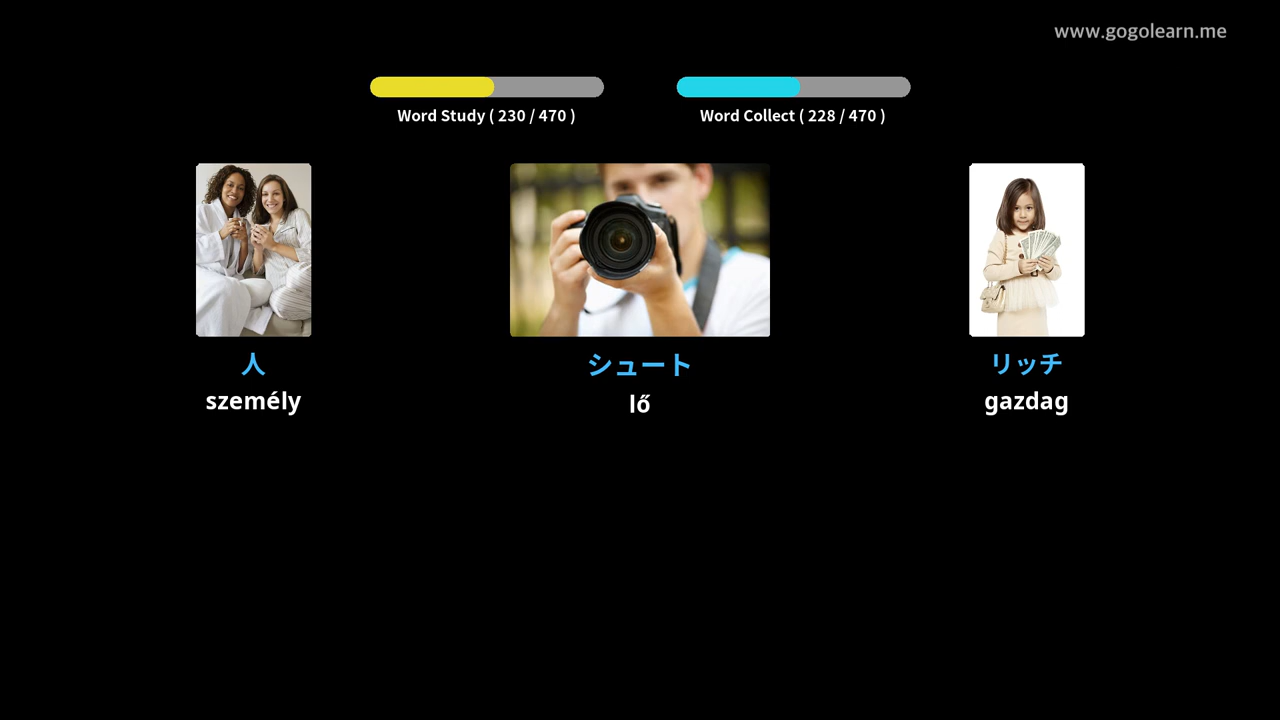 www.gogolearn.me
Word Study ( 230 / 470 )
Word Collect ( 228 / 470 )
人
személy
シュート
lő
リッチ
gazdag